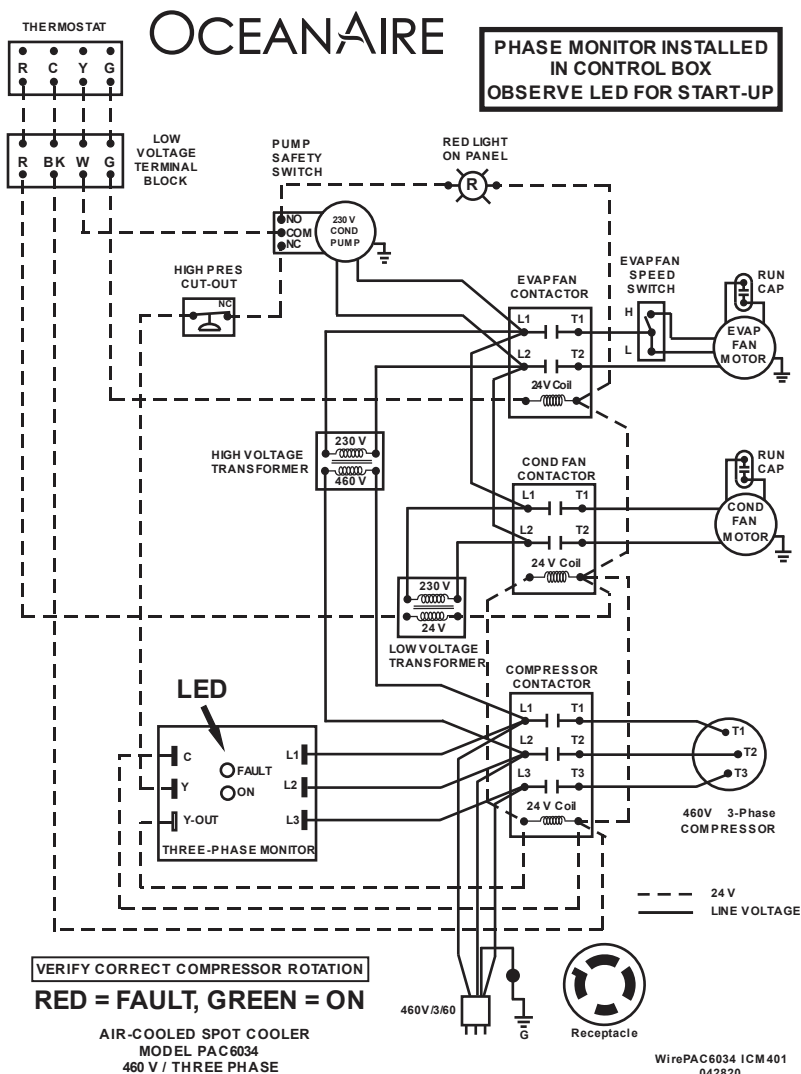 OCEANAIRE
THERMOSTAT
R C Y G
PHASE MONITOR INSTALLED
IN CONTROL BOX
OBSERVE LED FOR START-UP
R BK W G
LOW
VOLTAGE
TERMINAL
BLOCK
PUMP
SAFETY
SWITCH
RED LIGHT
ON PANEL
R
NO
COM
NC
230 V
COND
PUMP
HIGH PRES
CUT-OUT
NC
EVAP FAN
CONTACTOR
L1 T1
L2 T2
24V Coil
EVAP FAN
SPEED
SWITCH
H
L
RUN
CAP
EVAP
FAN
MOTOR
HIGH VOLTAGE
TRANSFORMER
230 V
460 V
COND FAN
CONTACTOR
L1 T1
L2 T2
24 V Coil
RUN
CAP
COND
FAN
MOTOR
230 V
24 V
LOW VOLTAGE
TRANSFORMER
COMPRESSOR
CONTACTOR
L1 T1
L2 T2
L3 T3
24 V Coil
T1
T2
T3
460V 3-Phase
COMPRESSOR
LED
C
Y
Y-OUT
FAULT
ON
L1
L2
L3
THREE-PHASE MONITOR
24 V
LINE VOLTAGE
VERIFY CORRECT COMPRESSOR ROTATION
RED = FAULT, GREEN = ON
AIR-COOLED SPOT COOLER
MODEL PAC6034
460 V / THREE PHASE
460V/3/60
G
Receptacle
WirePAC6034 ICM401
042820